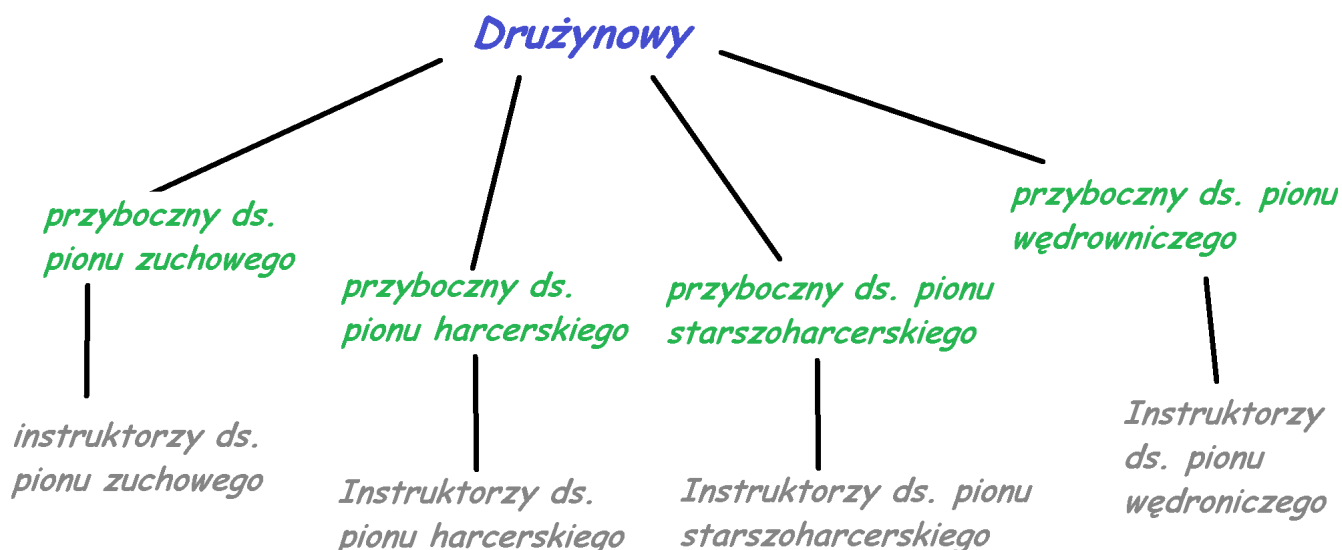 Drużynowy
przyboczny ds.
pionu zuchowego
przyboczny ds.
pionu harcerskiego
przyboczny ds. pionu
starszoharcerskiego
przyboczny ds. pionu
wędrowniczego
instruktorzy ds.
pionu zuchowego
Instruktorzy ds.
pionu harcerskiego
Instruktorzy ds. pionu
starszoharcerskiego
Instruktorzy
ds. pionu
wędroniczego